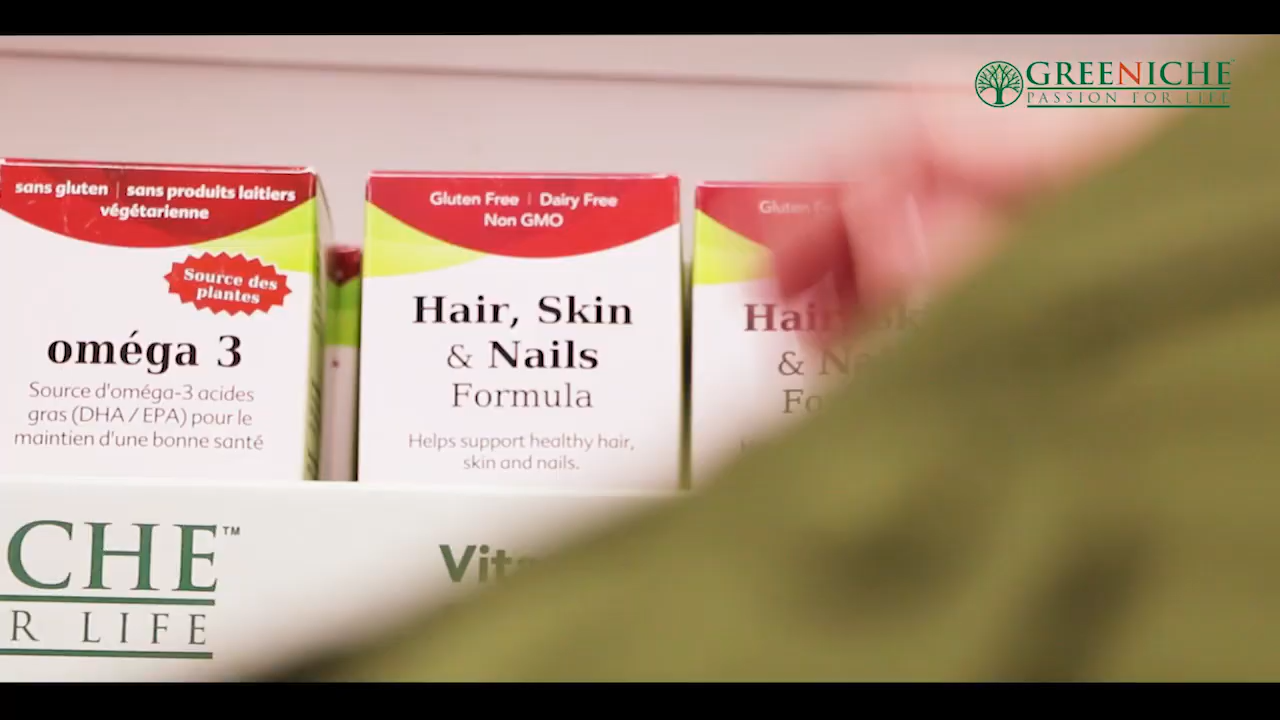 GREENICHE
PASSION FOR LIFE
sans gluten | sans produits laitiers
végétarienne
Source des
plantes
oméga 3
Source d'oméga-3 acides
gras (DHA / EPA) pour le
maintien d'une bonne santé
Gluten Free | Dairy Free
Non GMO
Hair, Skin
& Nails
Formula
Helps support healthy hair,
skin and nails.
Gluten
Hair
&
CHE™
R LIFE